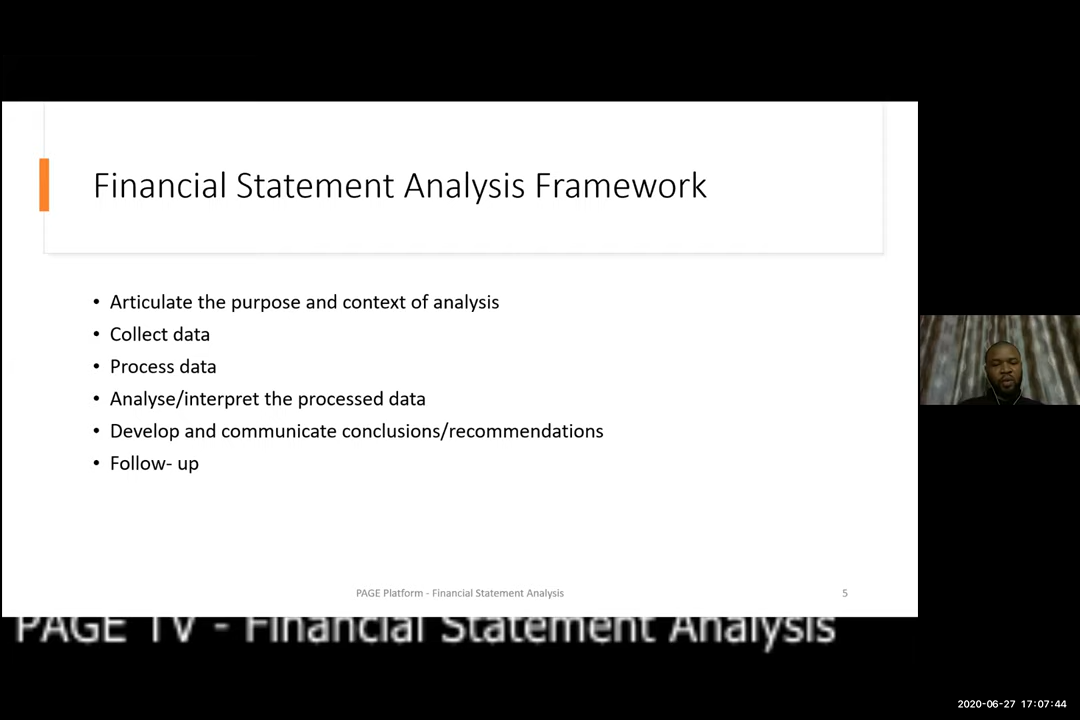 Financial Statement Analysis Framework
• Articulate the purpose and context of analysis
• Collect data
• Process data
• Analyse/interpret the processed data
• Develop and communicate conclusions/recommendations
• Follow- up
PAGE Platform - Financial Statement Analysis
5
PAGE TV - Financial Statement Analysis
2020-06-27 17:07:44